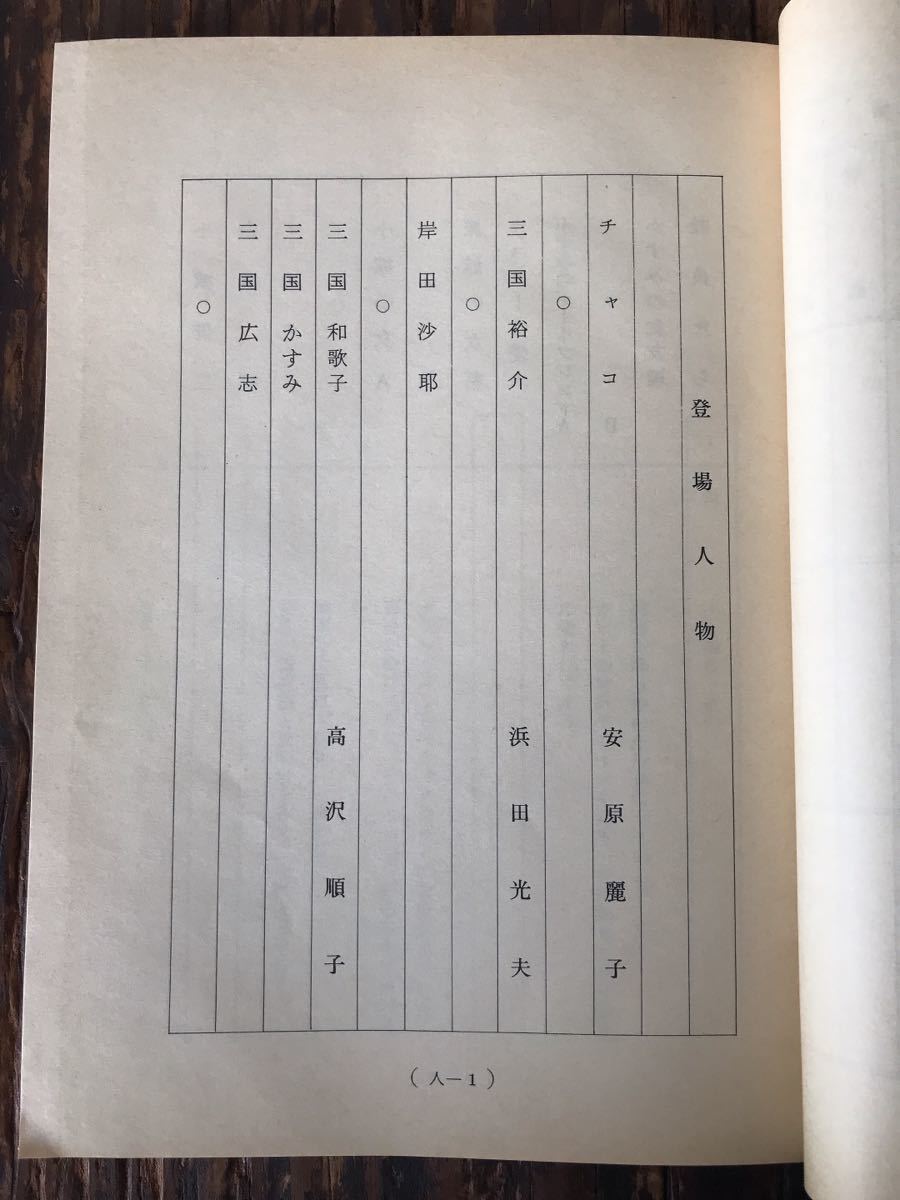 登場人物
チャコ 安原麗子
○
三国裕介 浜田光夫
○
岸田沙耶
○
三国和歌子 高沢順子
三国かすみ
三国広志
○
(人―1)